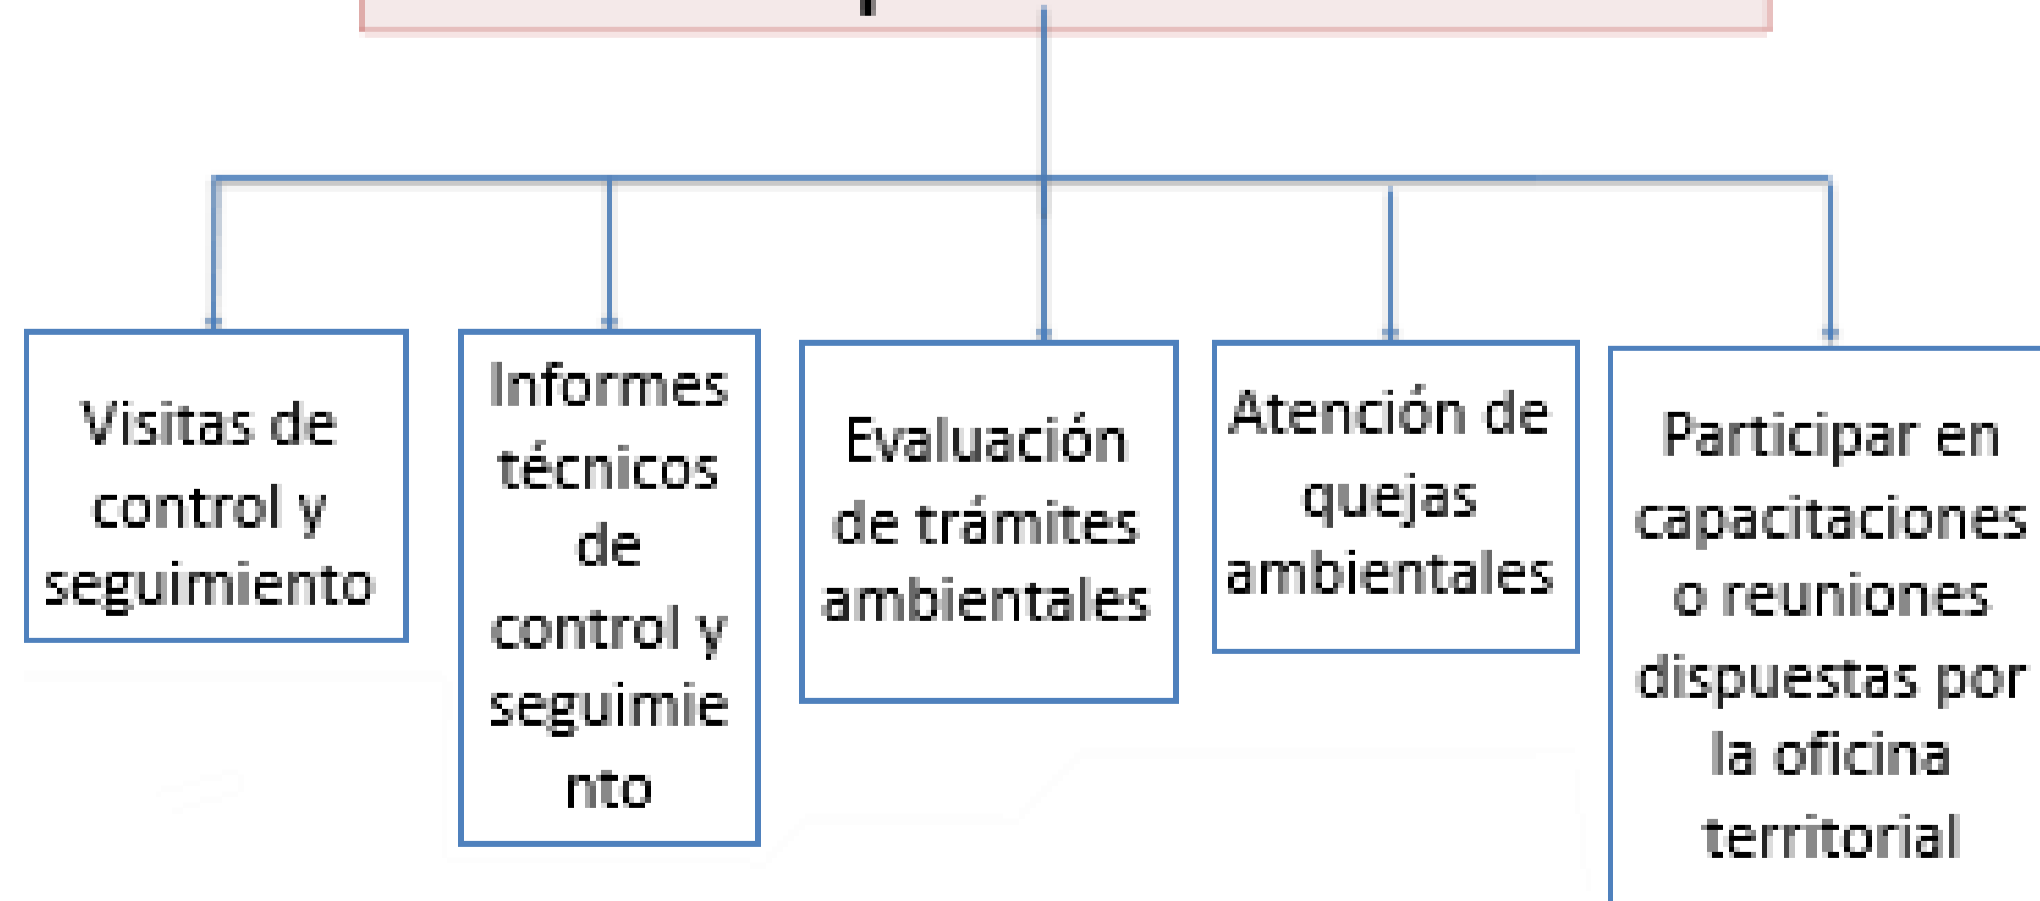 Visitas de
control y
seguimiento
Informes
técnicos
de
control y
seguimie
nto
Evaluación
de trámites
ambientales
Atención de
quejas
ambientales
Participar en
capacitaciones
o reuniones
dispuestas por
la oficina
territorial